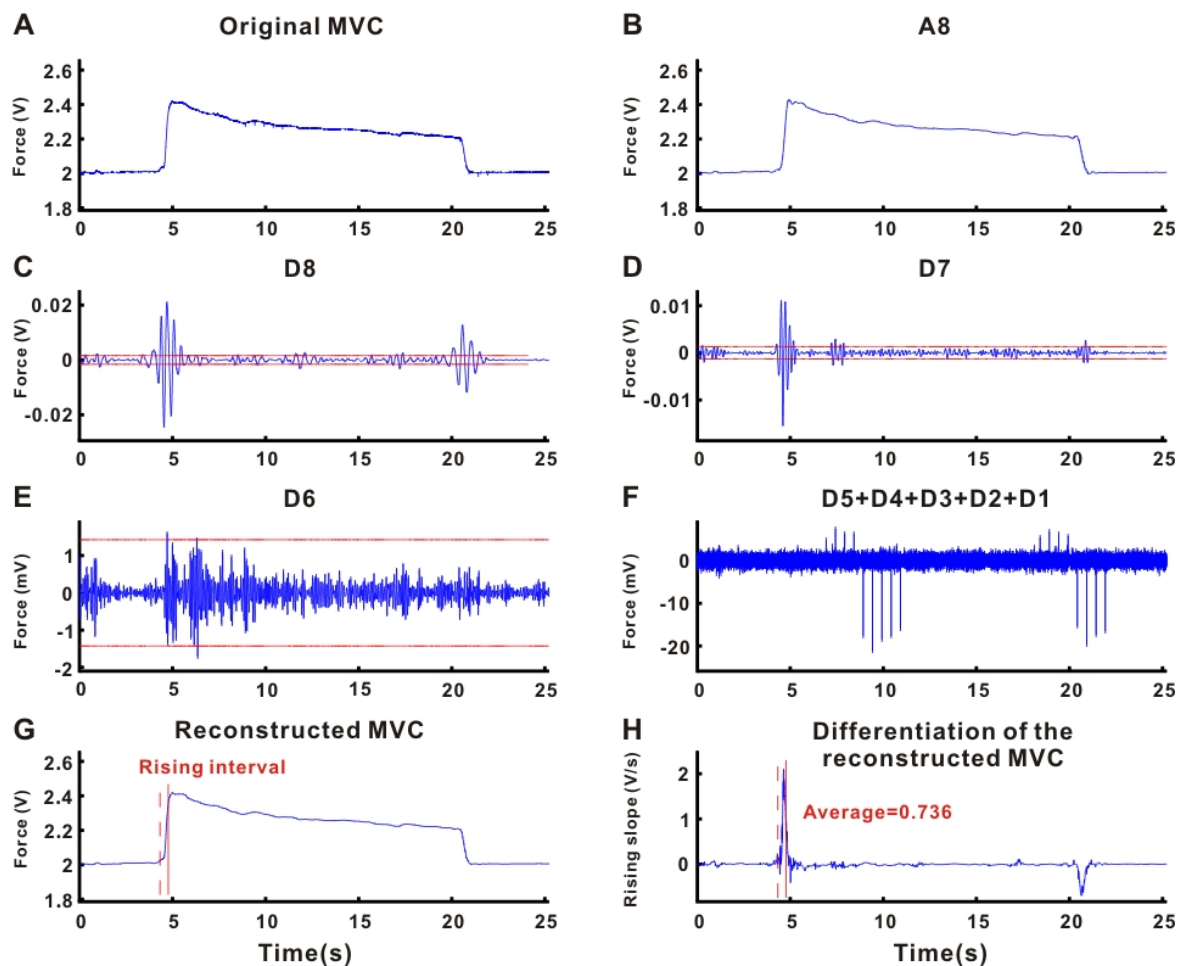 A Original MVC
2.6
2.4
2.2
2
1.8
Force (V)
0 5 10 15 20 25
B A8
2.6
2.4
2.2
2
1.8
Force (V)
0 5 10 15 20 25
C D8
0.02
0
-0.02
Force (V)
0 5 10 15 20 25
D D7
0.01
0
-0.01
Force (V)
0 5 10 15 20 25
E D6
1
0
-1
-2
Force (mV)
0 5 10 15 20 25
F D5+D4+D3+D2+D1
0
-10
-20
Force (mV)
0 5 10 15 20 25
G Reconstructed MVC
2.6
2.4
2.2
2
1.8
Force (V)
Rising interval
0 5 10 15 20 25
Time(s)
H Differentiation of the
reconstructed MVC
2
1
0
Rising slope (V/s)
Average=0.736
0 5 10 15 20 25
Time(s)